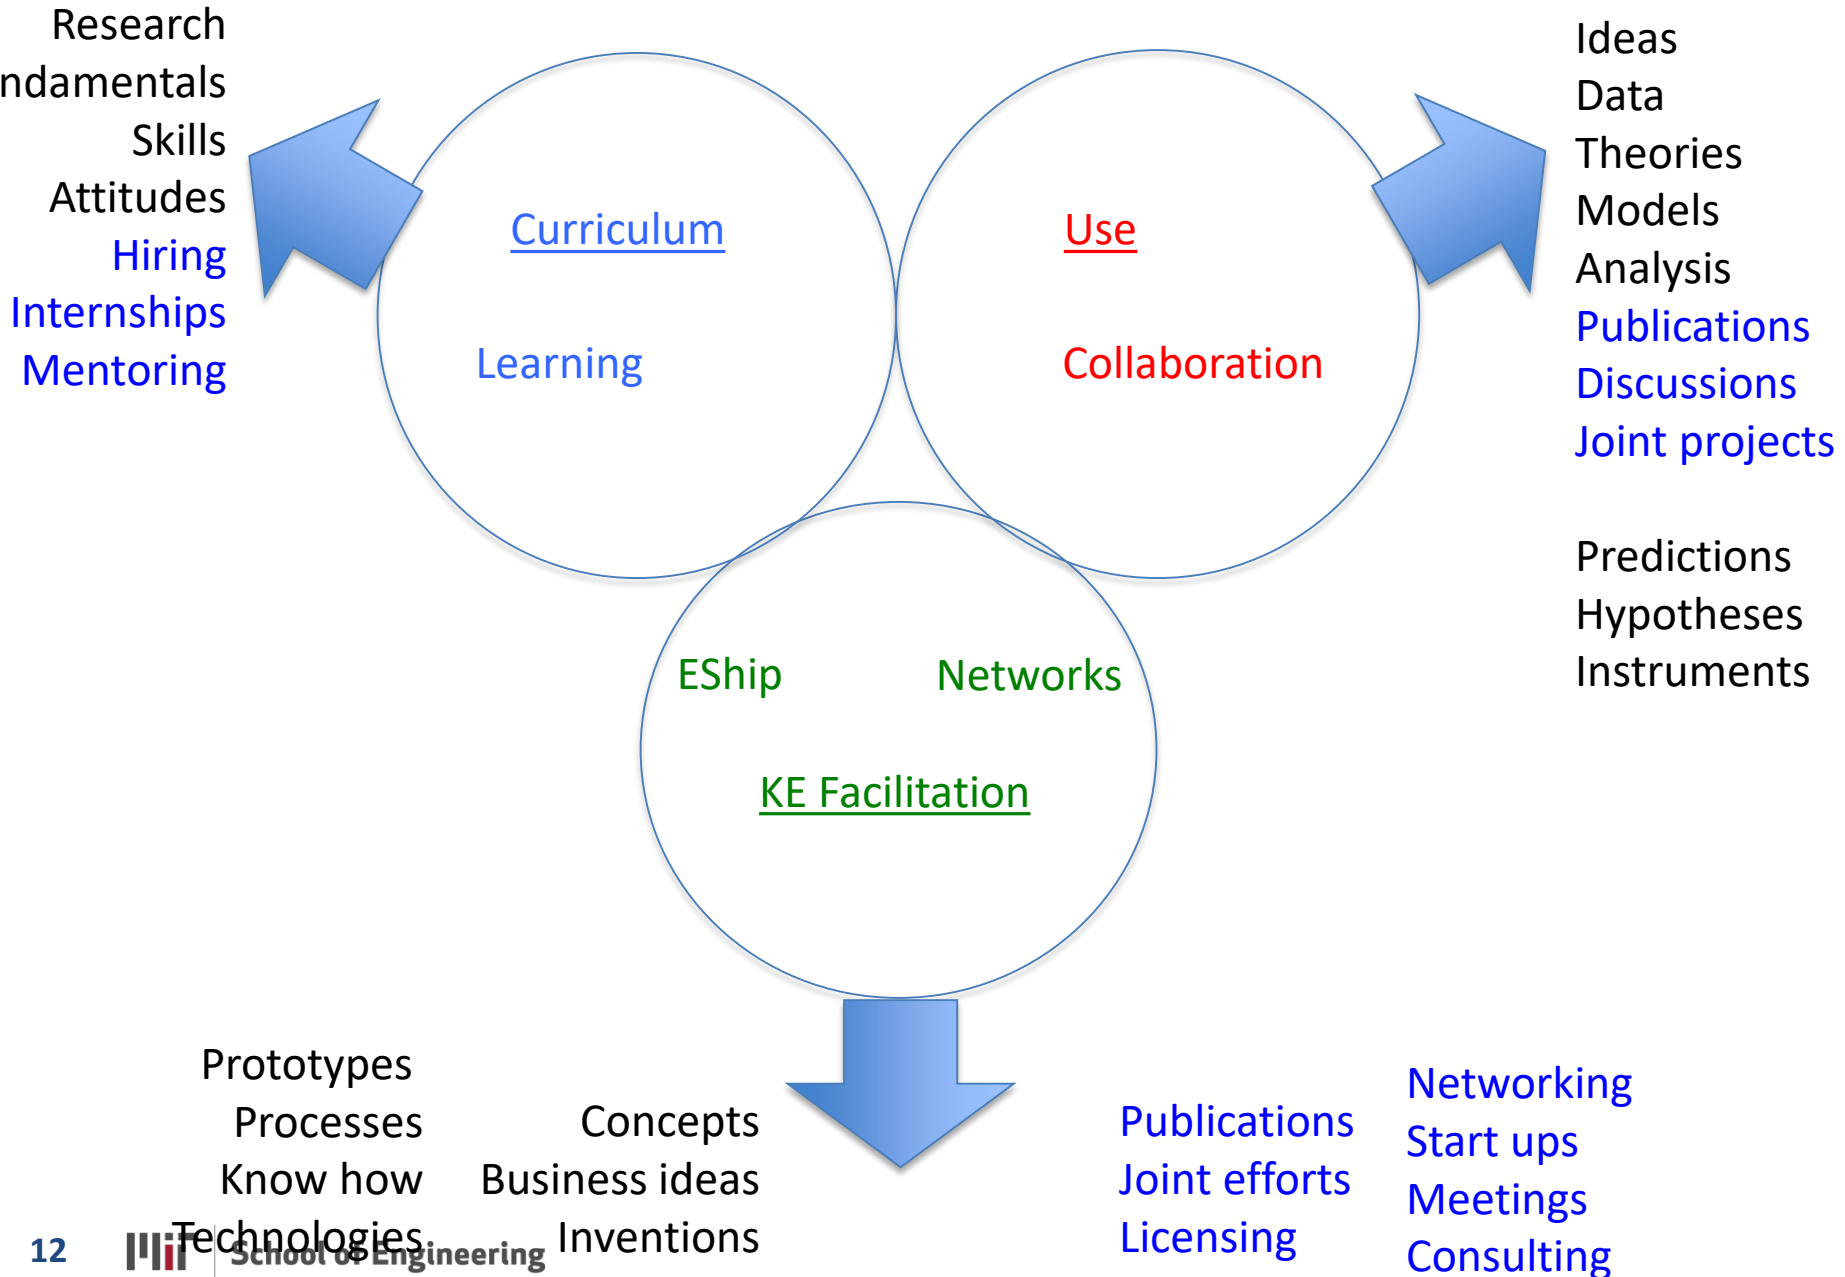 Research
ndamentals
Skills
Attitudes
Hiring
Internships
Mentoring
Curriculum
Learning
Use
Collaboration
Ideas
Data
Theories
Models
Analysis
Publications
Discussions
Joint projects
Predictions
Hypotheses
Instruments
EShip
Networks
KE Facilitation
Prototypes
Processes
Know how
Technologies
Concepts
Business ideas
Inventions
Publications
Joint efforts
Licensing
Networking
Start ups
Meetings
Consulting
12
MIT School of Engineering